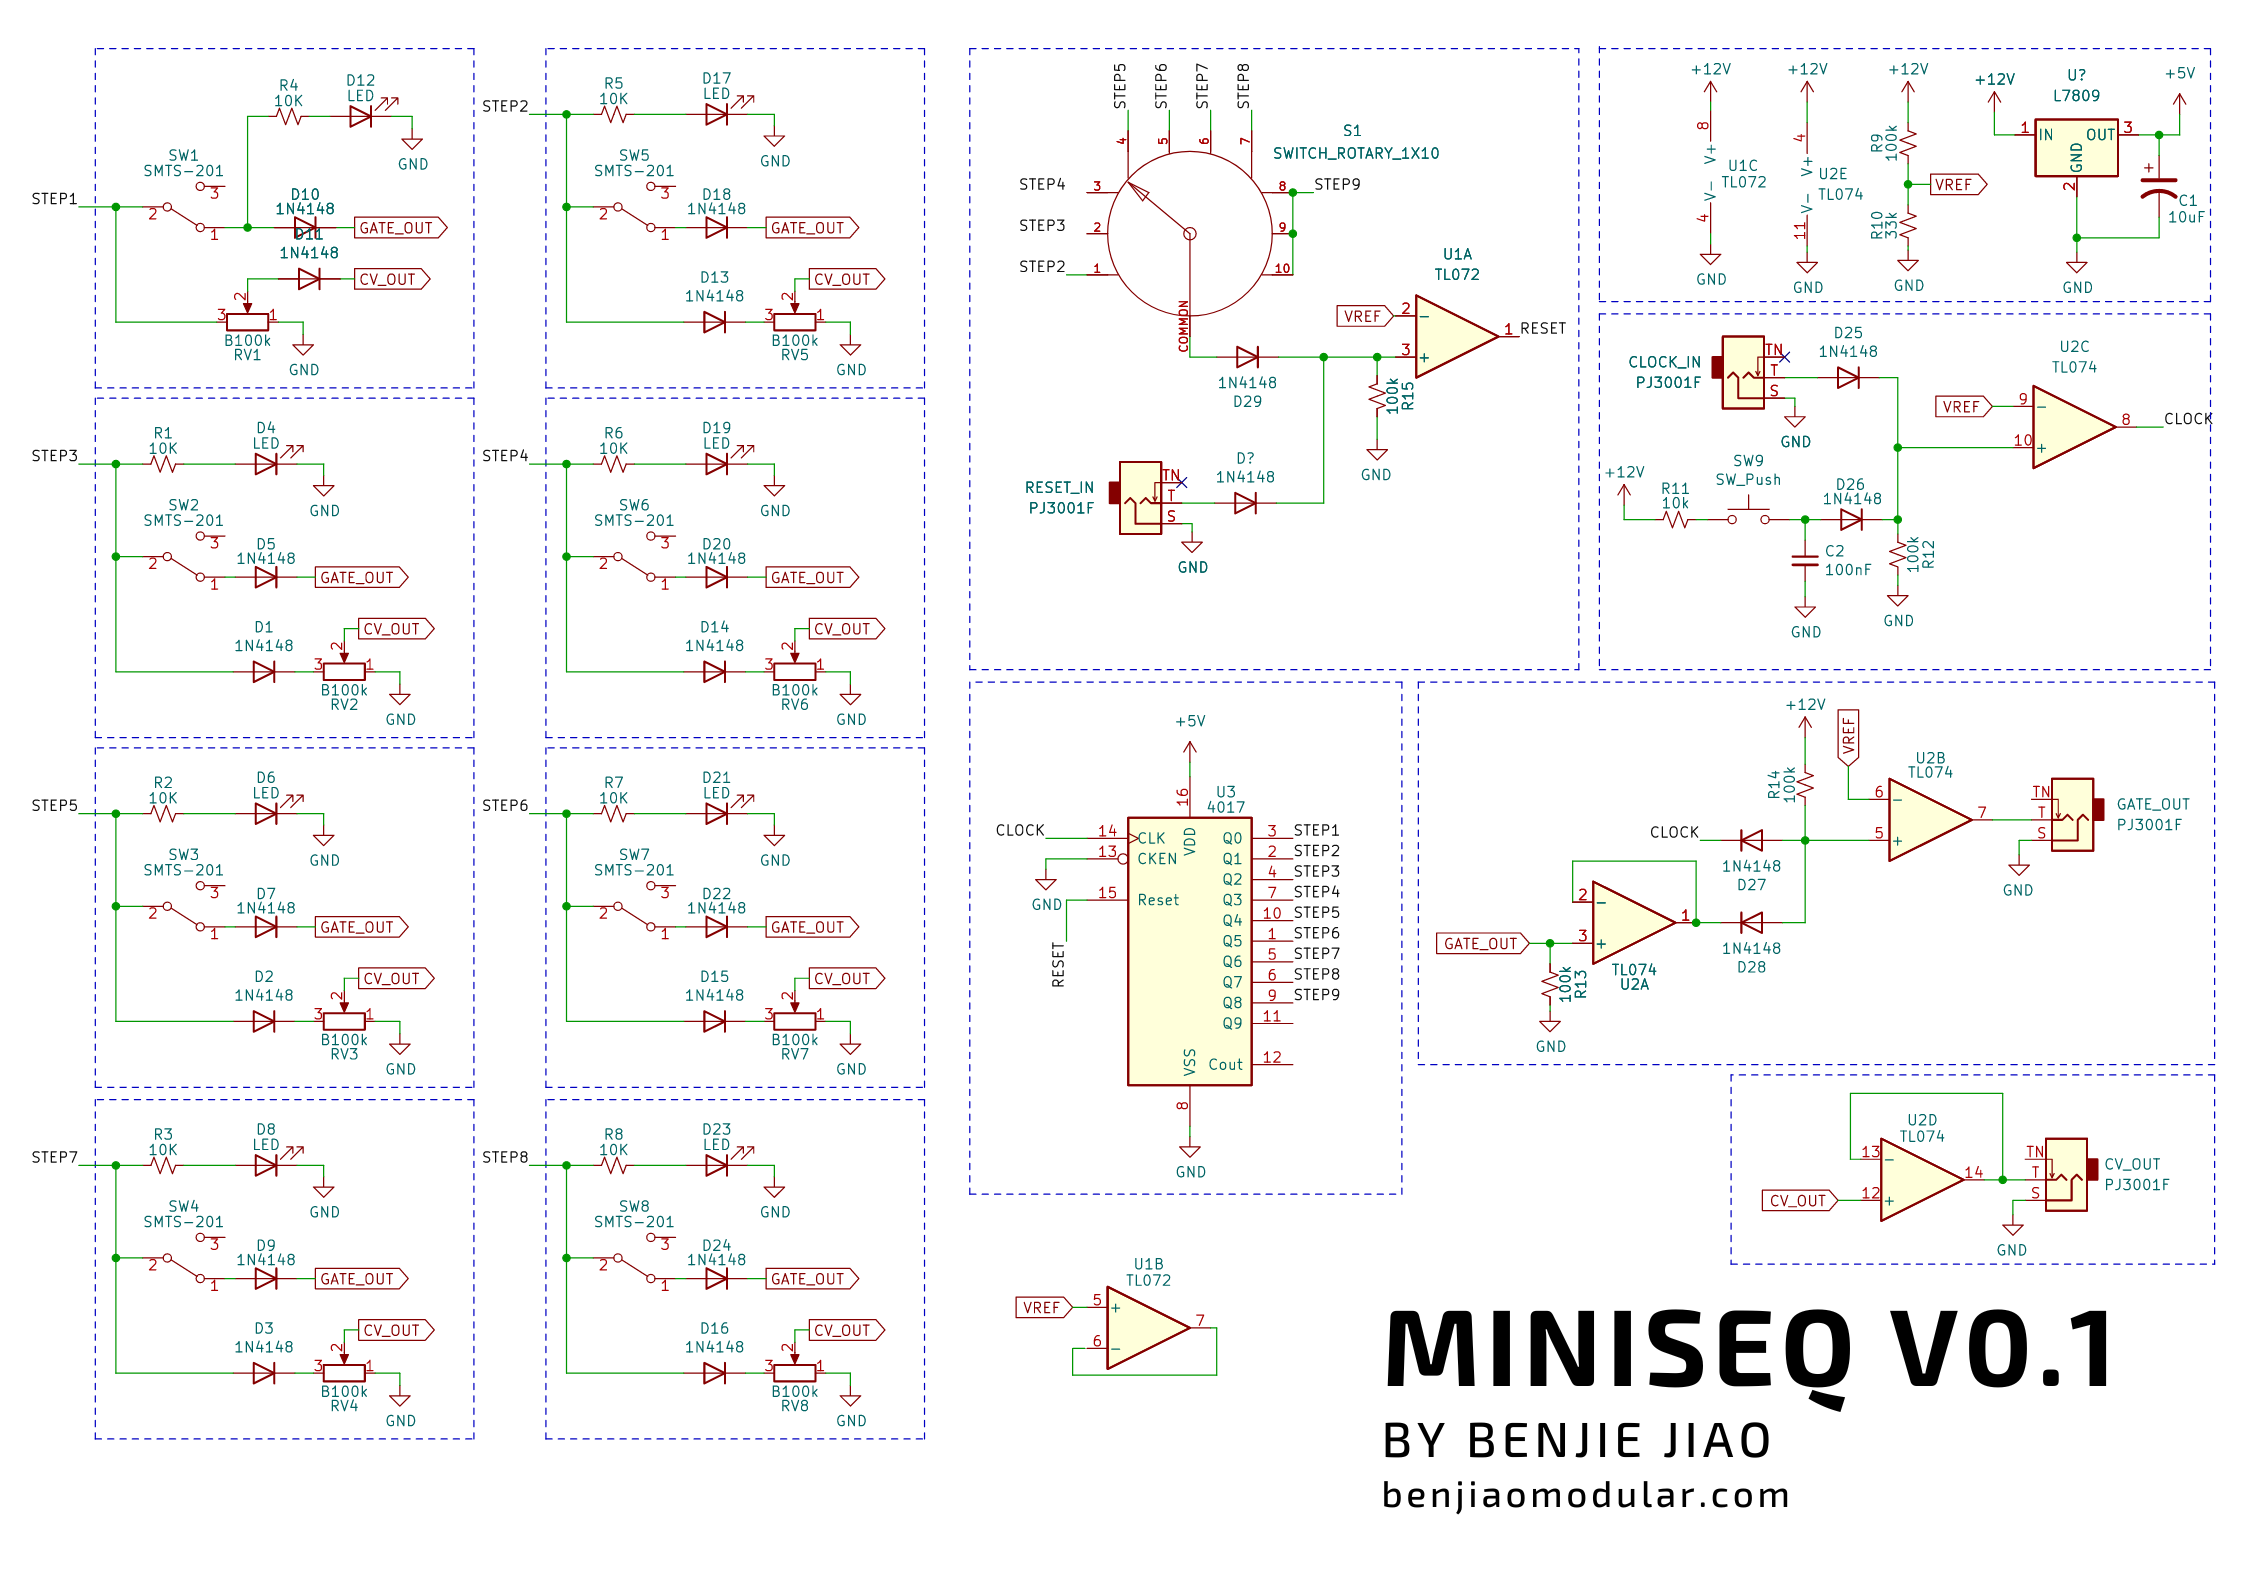 R4
10K
D12
LED
GND
SW1
SMTS-201
3
STEP1
2
1
D10
1N4148
GATE_OUT
D11
1N4148
CV_OUT
2
3
1
B100k
RV1
GND
STEP2
R5
10K
D17
LED
GND
SW5
SMTS-201
3
2
1
D18
1N4148
GATE_OUT
D13
1N4148
CV_OUT
2
3
1
B100k
RV5
GND
STEP3
R1
10K
D4
LED
GND
SW2
SMTS-201
3
2
1
D5
1N4148
GATE_OUT
D1
1N4148
CV_OUT
2
3
1
B100k
RV2
GND
STEP4
R6
10K
D19
LED
GND
SW6
SMTS-201
3
2
1
D20
1N4148
GATE_OUT
D14
1N4148
CV_OUT
2
3
1
B100k
RV6
GND
STEP5
R2
10K
D6
LED
GND
SW3
SMTS-201
3
2
1
D7
1N4148
GATE_OUT
D2
1N4148
CV_OUT
2
3
1
B100k
RV3
GND
STEP6
R7
10K
D21
LED
GND
SW7
SMTS-201
3
2
1
D22
1N4148
GATE_OUT
D15
1N4148
CV_OUT
2
3
1
B100k
RV7
GND
STEP7
R3
10K
D8
LED
GND
SW4
SMTS-201
3
2
1
D9
1N4148
GATE_OUT
D3
1N4148
CV_OUT
2
3
1
B100k
RV4
GND
STEP8
R8
10K
D23
LED
GND
SW8
SMTS-201
3
2
1
D24
1N4148
GATE_OUT
D16
1N4148
CV_OUT
2
3
1
B100k
RV8
GND
STEP5
STEP6
STEP7
STEP8
4
5
6
7
S1
SWITCH_ROTARY_1X10
STEP4
3
8
STEP9
STEP3
2
9
STEP2
1
10
COMMON
U1A
TL072
VREF
2
−
3
+
1
RESET
1N4148
D29
100k
R15
GND
RESET_IN
PJ3001F
TN
T
S
GND
D?
1N4148
+12V
8
V+
V-
4
U1C
TL072
GND
+12V
4
V+
V-
11
U2E
TL074
GND
+12V
R9
100k
VREF
R10
33k
GND
+12V
U?
L7809
1
IN
OUT
3
GND
2
+5V
+
C1
10uF
GND
CLOCK_IN
PJ3001F
TN
T
S
GND
D25
1N4148
U2C
TL074
VREF
9
−
10
+
8
CLOCK
+12V
R11
10k
SW9
SW_Push
D26
1N4148
C2
100nF
GND
100k
R12
GND
+5V
16
U3
4017
CLOCK
14
CLK
VDD
Q0
3
STEP1
13
CKEN
Q1
2
STEP2
GND
Q2
4
STEP3
15
Reset
Q3
7
STEP4
Q4
10
STEP5
RESET
Q5
1
STEP6
Q6
5
STEP7
Q7
6
STEP8
Q8
9
STEP9
Q9
11
VSS
Cout
12
8
GND
+12V
VREF
R14
100k
U2B
TL074
6
−
5
+
7
TN
T
S
GATE_OUT
PJ3001F
GND
CLOCK
1N4148
D27
2
−
3
+
1
TL074
U2A
1N4148
D28
GATE_OUT
100k
R13
GND
U2D
TL074
13
−
12
+
14
CV_OUT
TN
T
S
CV_OUT
PJ3001F
GND
U1B
TL072
VREF
5
+
6
−
7
MINISEQ V0.1
BY BENJIE JIAO
benjiaomodular.com